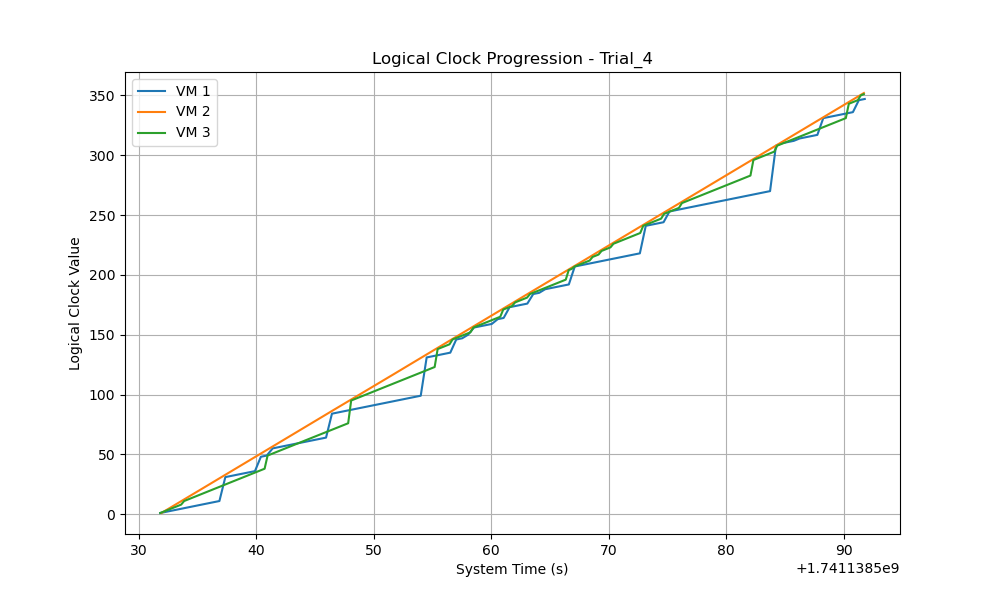 Logical Clock Progression - Trial_4
VM 1
VM 2
VM 3
Logical Clock Value
350
300
250
200
150
100
50
0
30
40
50
60
70
80
90
System Time (s)
+1.7411385e9